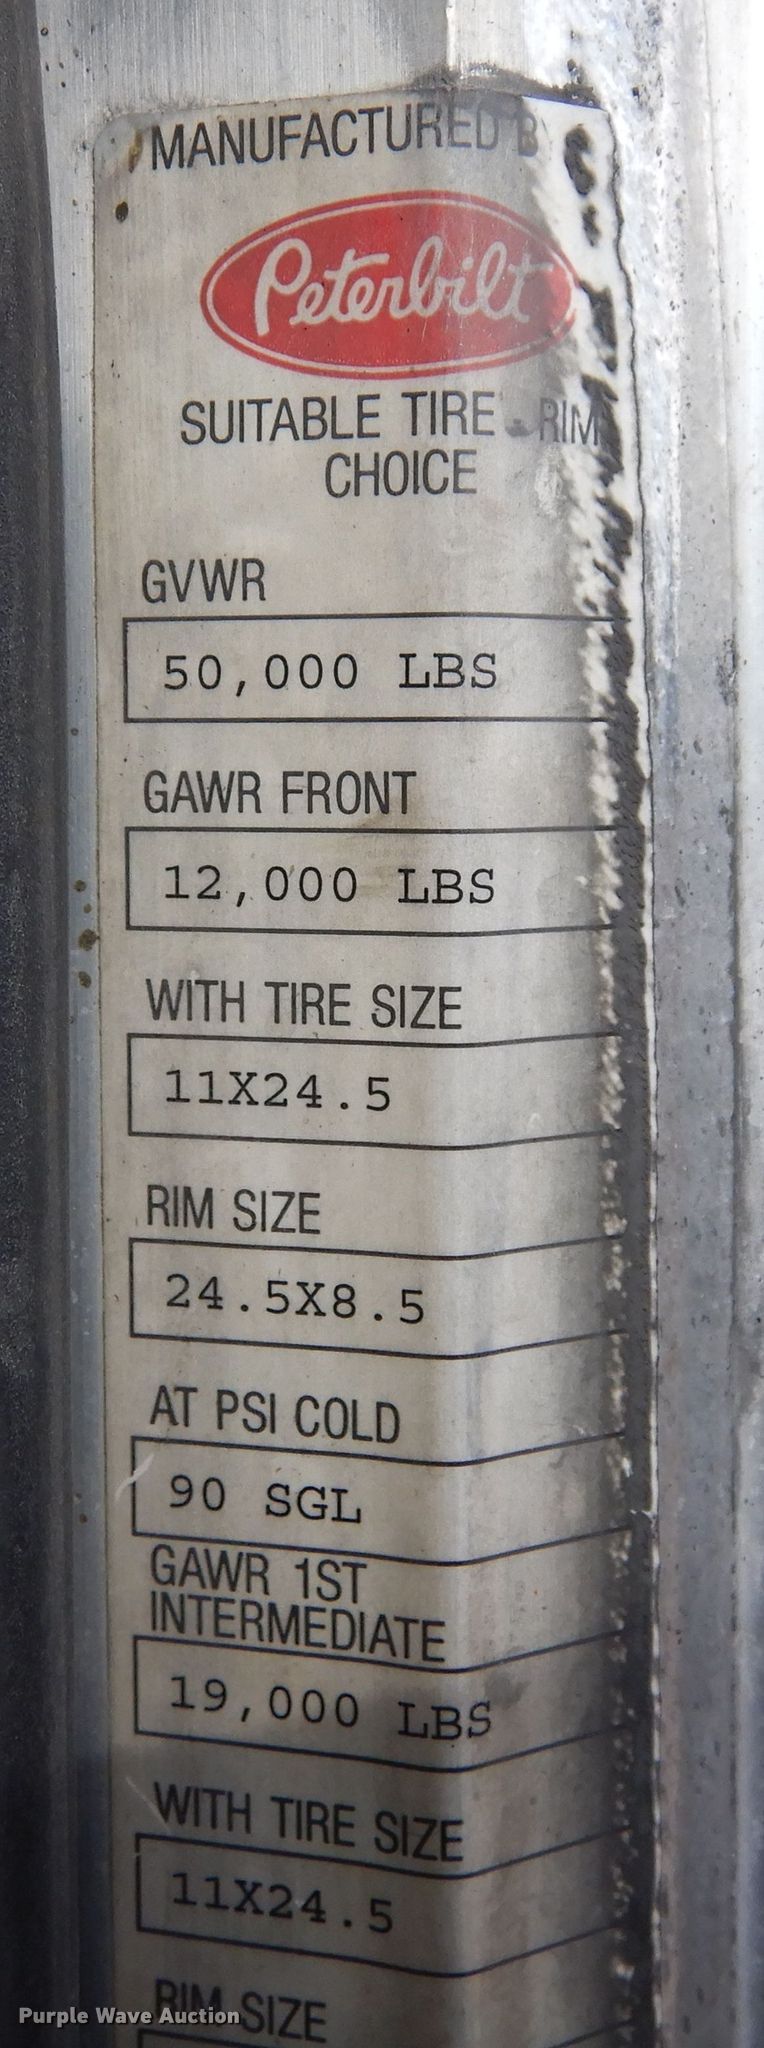 MANUFACTURED B
Peterbilt
SUITABLE TIRE - RIM
CHOICE
GVWR
50,000 LBS
GAWR FRONT
12,000 LBS
WITH TIRE SIZE
11X24.5
RIM SIZE
24.5X8.5
AT PSI COLD
90 SGL
GAWR 1ST
INTERMEDIATE
19,000 LBS
WITH TIRE SIZE
11X24.5
RIM SIZE
Purple Wave Auction